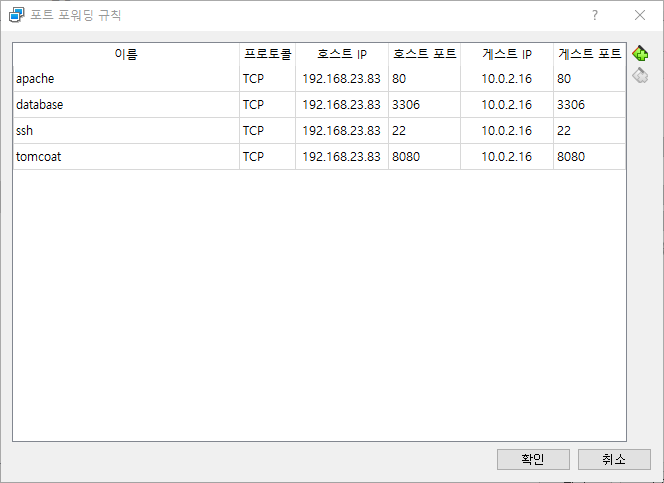 포트 포워딩 규칙
이름 프로토콜 호스트 IP 호스트 포트 게스트 IP 게스트 포트
apache TCP 192.168.23.83 80 10.0.2.16 80
database TCP 192.168.23.83 3306 10.0.2.16 3306
ssh TCP 192.168.23.83 22 10.0.2.16 22
tomcoat TCP 192.168.23.83 8080 10.0.2.16 8080
확인 취소